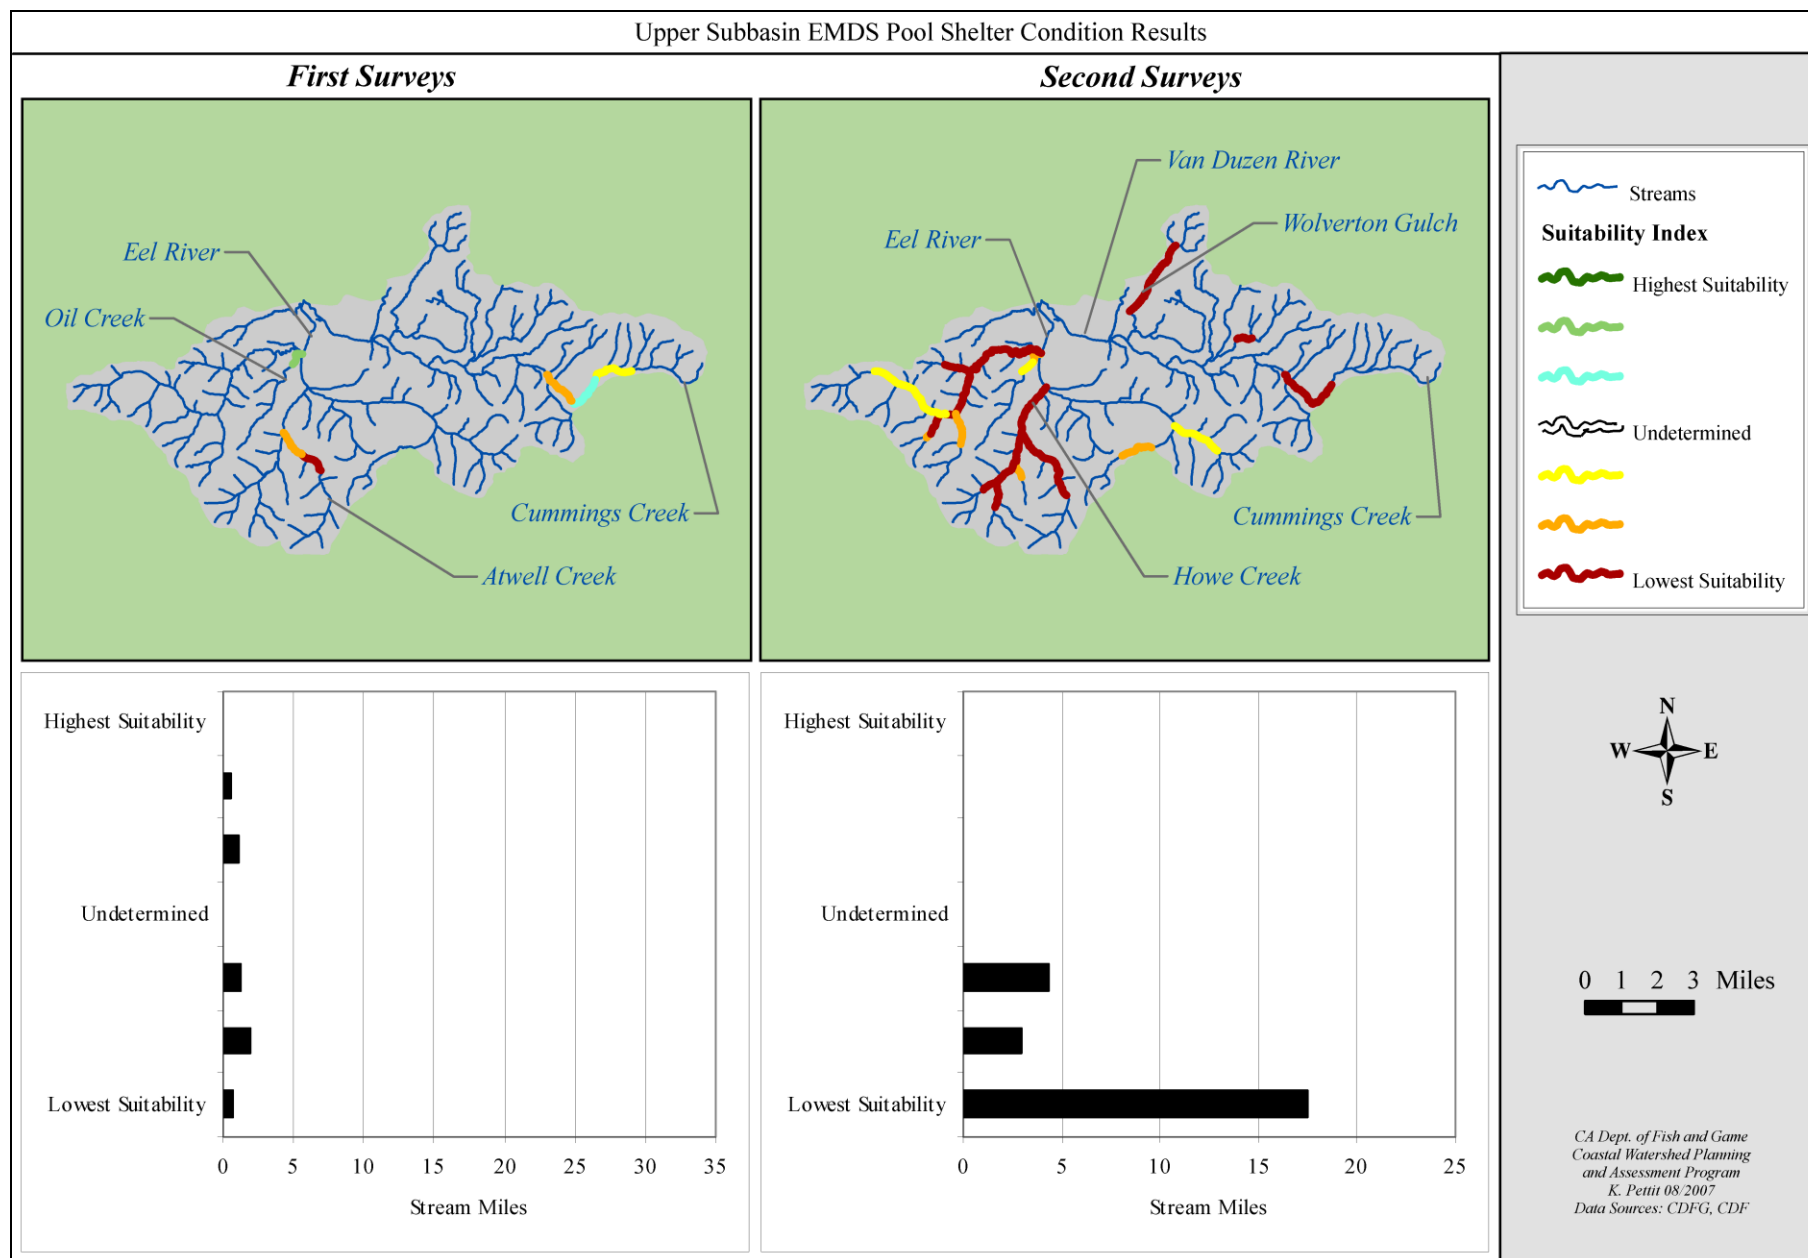 Upper Subbasin EMDS Pool Shelter Condition Results
First Surveys
Eel River
Oil Creek
Cummings Creek
Atwell Creek
Second Surveys
Van Duzen River
Wolverton Gulch
Eel River
Cummings Creek
Howe Creek
Streams
Suitability Index
Highest Suitability
Undetermined
Lowest Suitability
N
W E
S
0 1 2 3 Miles
Highest Suitability
Undetermined
Lowest Suitability
0 5 10 15 20 25 30 35
Stream Miles
Highest Suitability
Undetermined
Lowest Suitability
0 5 10 15 20 25
Stream Miles
CA Dept. of Fish and Game
Coastal Watershed Planning
and Assessment Program
K. Pettit 08/2007
Data Sources: CDFG, CDF